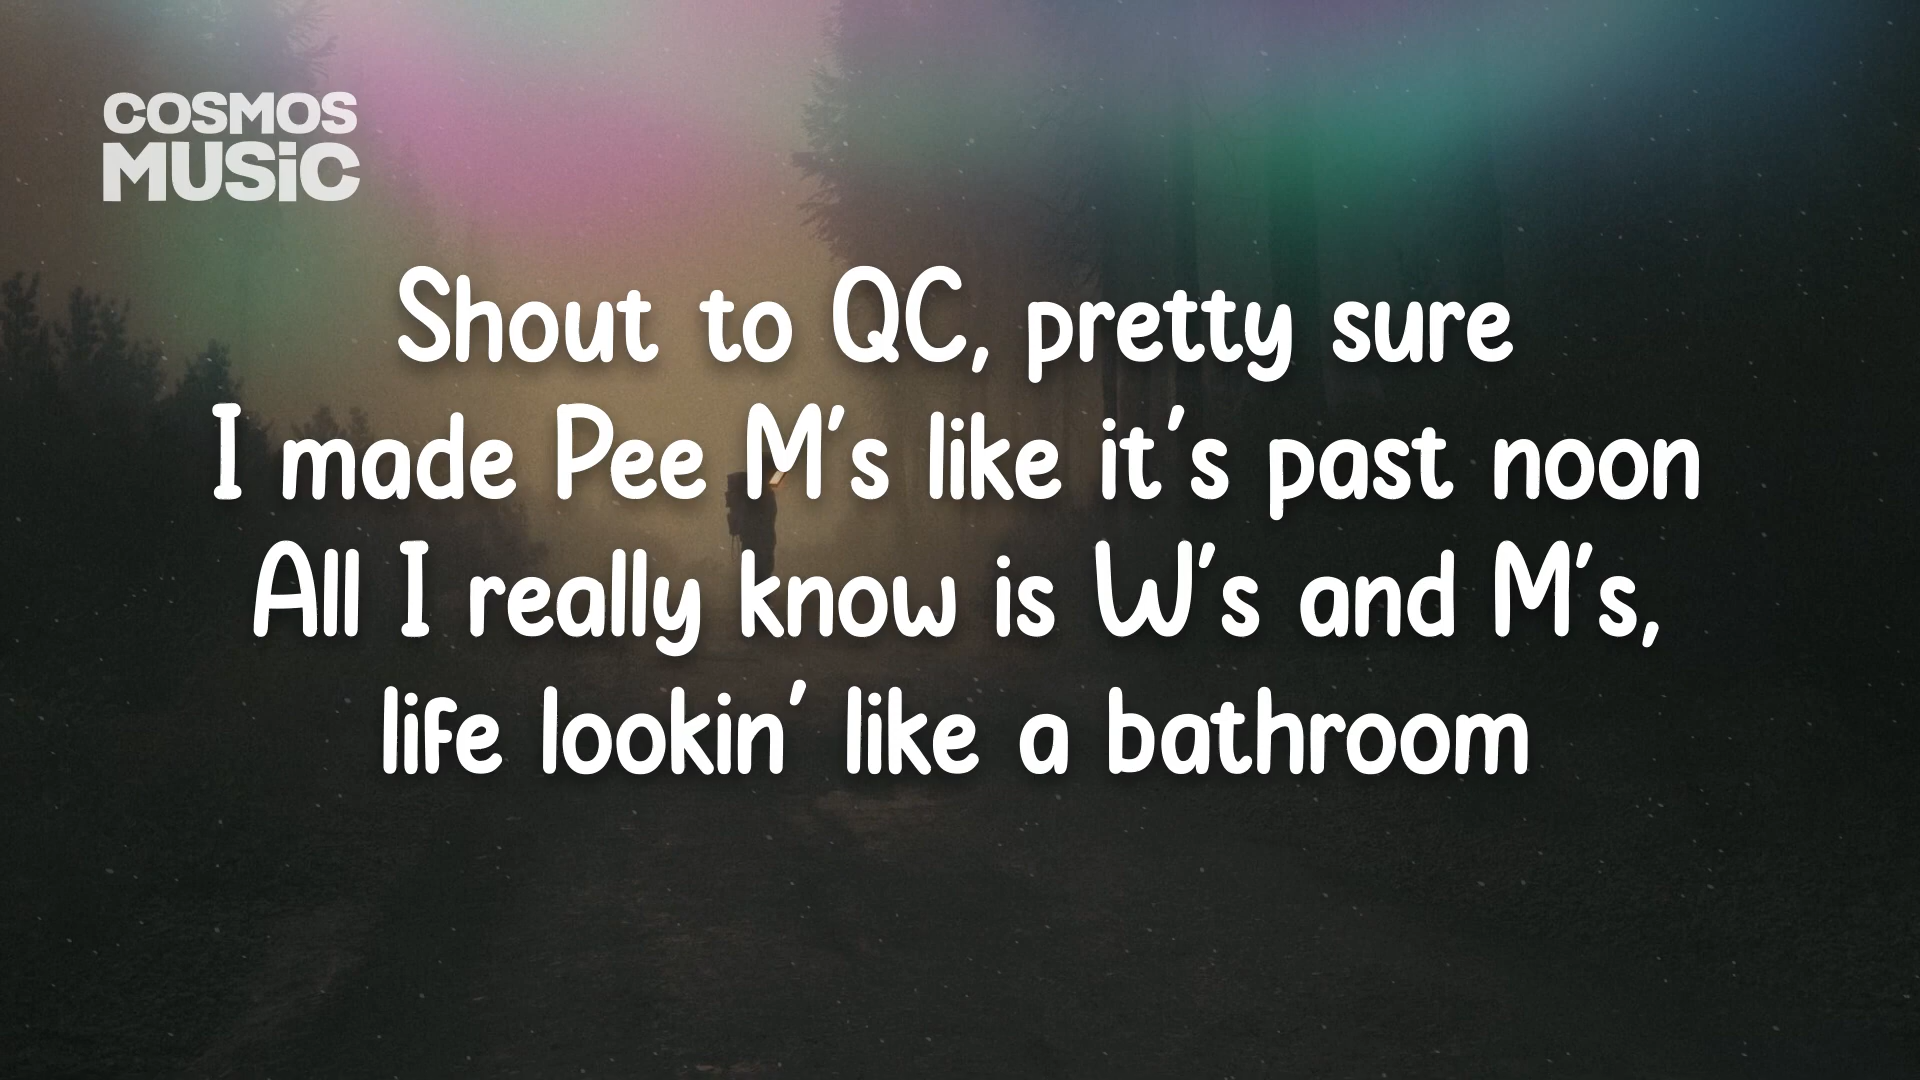 COSMOS
MUSiC
Shout to QC, pretty sure
I made Pee M's like it's past noon
All I really know is W's and M's,
life lookin' like a bathroom